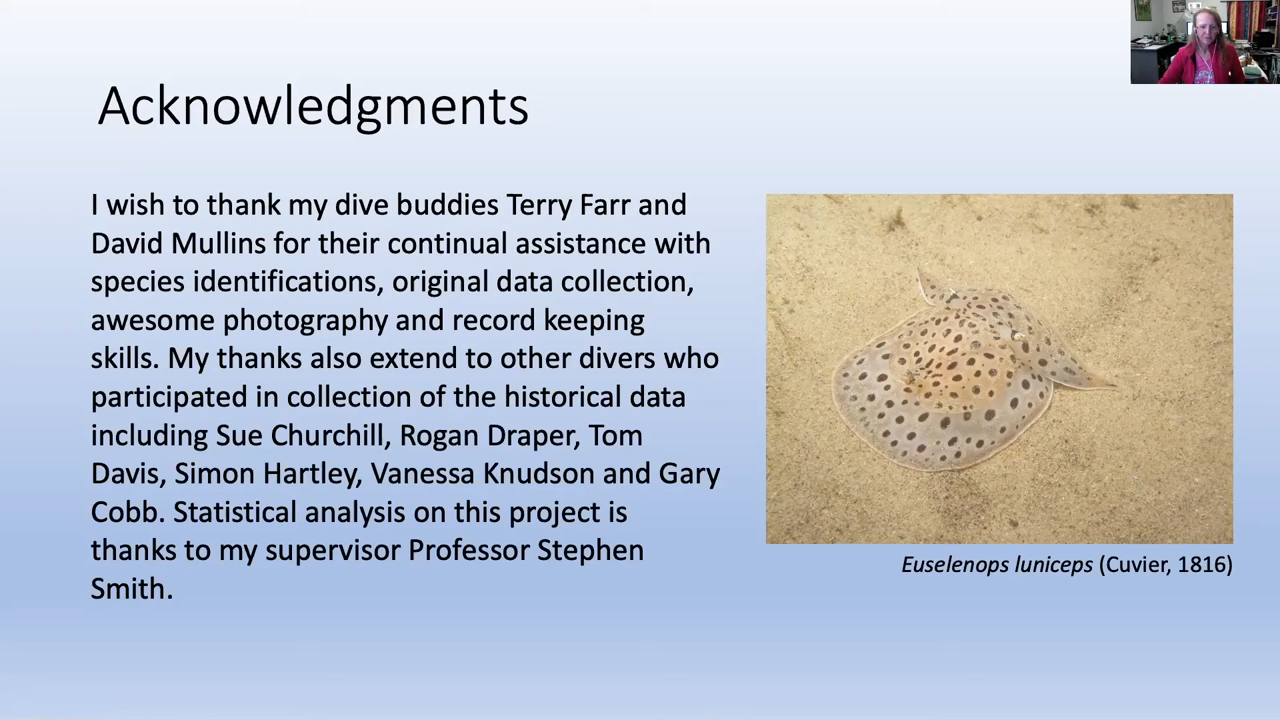 Acknowledgments
I wish to thank my dive buddies Terry Farr and
David Mullins for their continual assistance with
species identifications, original data collection,
awesome photography and record keeping
skills. My thanks also extend to other divers who
participated in collection of the historical data
including Sue Churchill, Rogan Draper, Tom
Davis, Simon Hartley, Vanessa Knudson and Gary
Cobb. Statistical analysis on this project is
thanks to my supervisor Professor Stephen
Smith.
Euselenops luniceps (Cuvier, 1816)